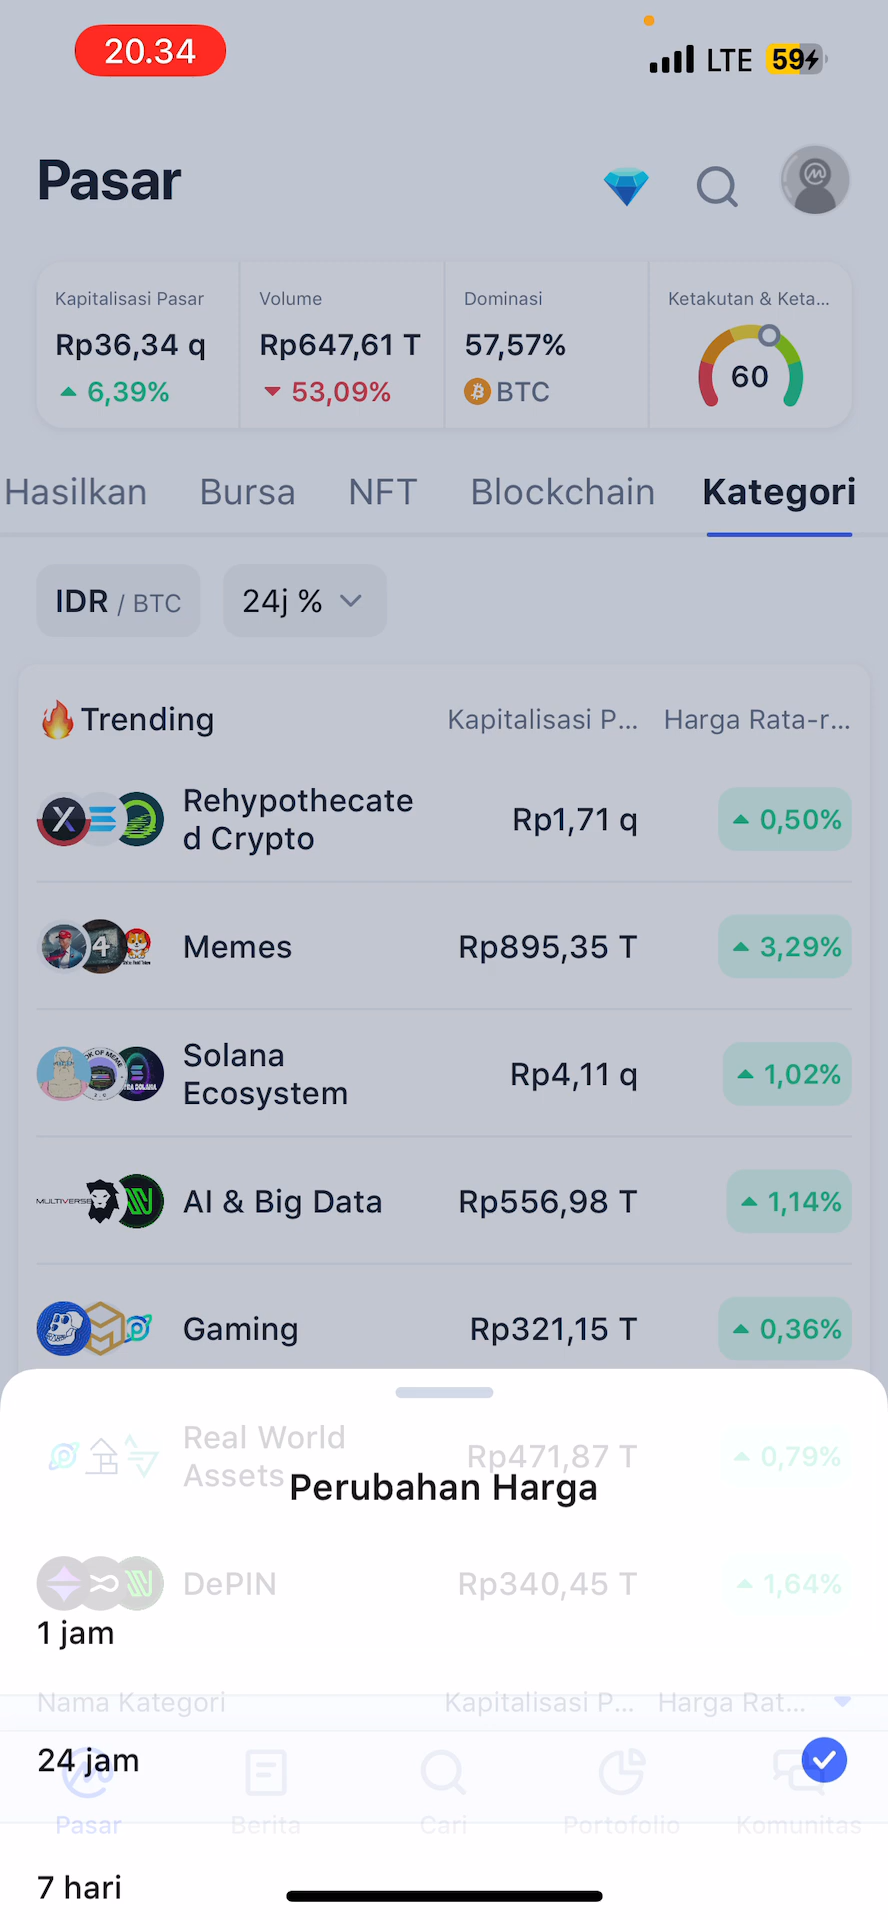 20.34
LTE 59
Pasar
Kapitalisasi Pasar
Rp36,34 q
6,39%
Volume
Rp647,61 T
53,09%
Dominasi
57,57%
BTC
Ketakutan & Keta...
60
Hasilkan Bursa NFT Blockchain Kategori
IDR / BTC 24j %
Trending Kapitalisasi P... Harga Rata-r...
Rehypothecate
d Crypto
Rp1,71 q 0,50%
Memes Rp895,35 T 3,29%
Solana
Ecosystem
Rp4,11 q 1,02%
MULTIVERSE AI & Big Data Rp556,98 T 1,14%
Gaming Rp321,15 T 0,36%
Real World
Assets
Rp471,87 T 0,79%
Perubahan Harga
DePIN Rp340,45 T 1,64%
1 jam
Nama Kategori Kapitalisasi P... Harga Rat...
24 jam
Pasar Berita Cari Portofolio Komunitas
7 hari